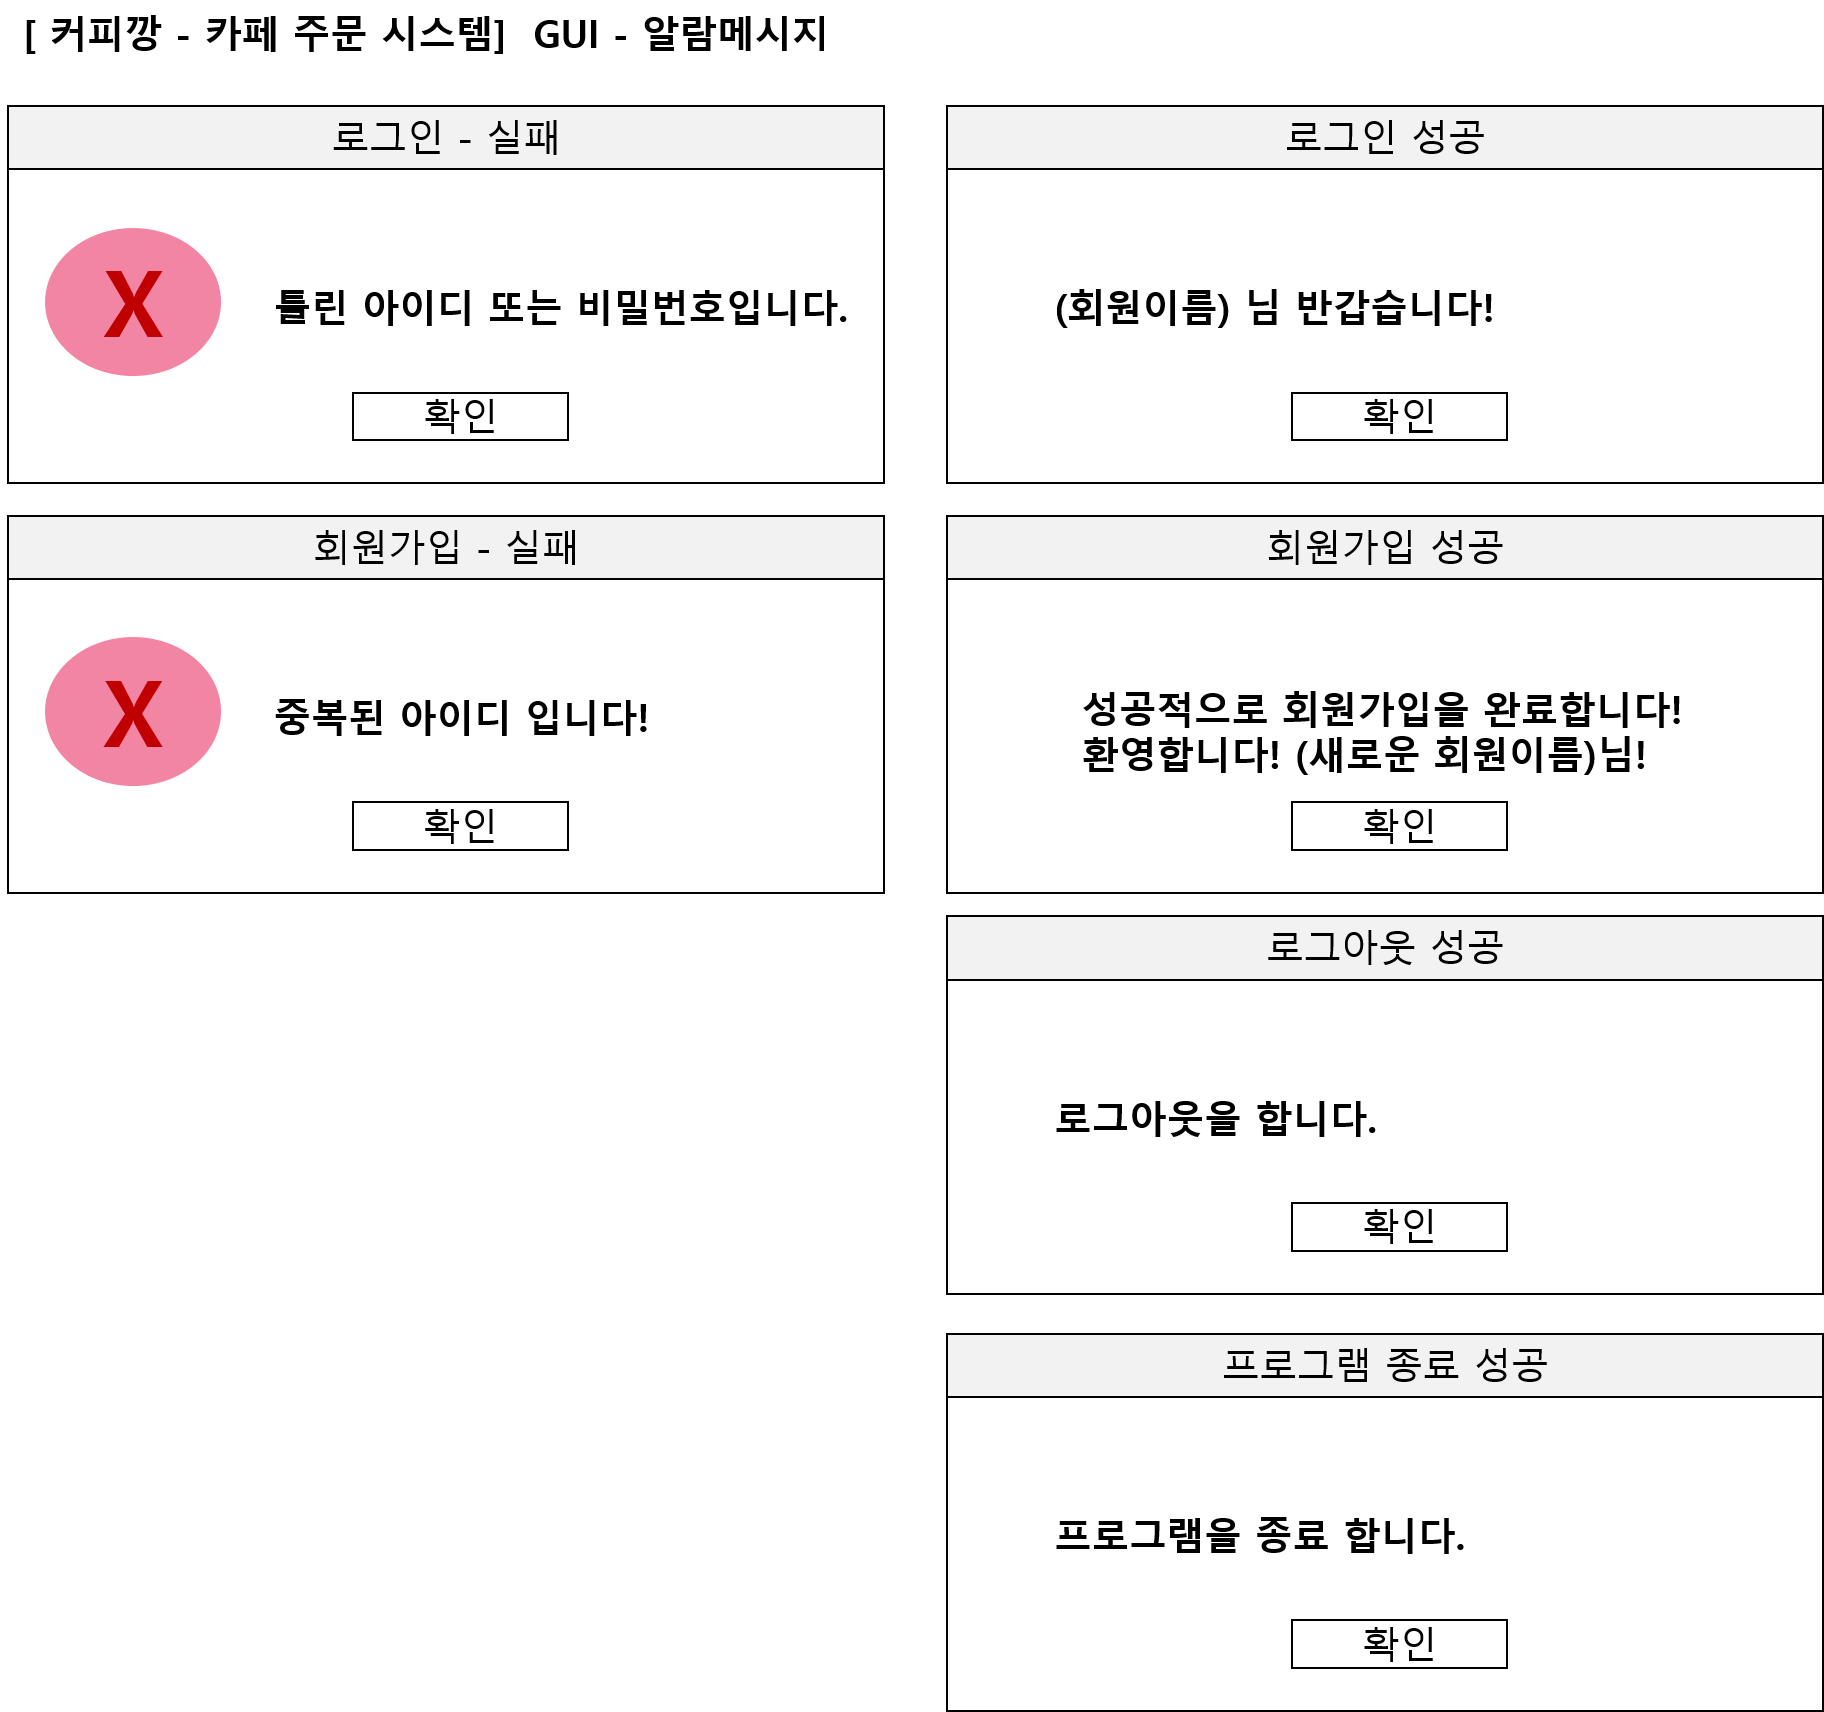 [ 커피깡 - 카페 주문 시스템]  GUI - 알람메시지
로그인 - 실패
X
틀린 아이디 또는 비밀번호입니다.
확인
로그인 성공
(회원이름) 님 반갑습니다!
확인
회원가입 - 실패
X
중복된 아이디 입니다!
확인
회원가입 성공
성공적으로 회원가입을 완료합니다!
환영합니다! (새로운 회원이름)님!
확인
로그아웃 성공
로그아웃을 합니다.
확인
프로그램 종료 성공
프로그램을 종료 합니다.
확인